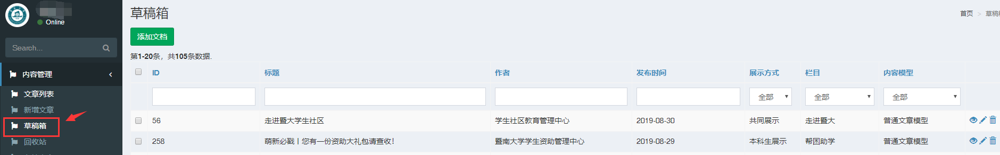 Online
Search...
内容管理
文章列表
新增文章
草稿箱
回收站
草稿箱
首页 > 草稿
添加文档
第1-20条，共105条数据.
ID 标题 作者 发布时间 展示方式 栏目 内容模型
全部 全部 全部
56 走进暨大学生社区 学生社区教育管理中心 2019-08-30 共同展示 走进暨大 普通文章模型
258 萌新必戳丨您有一份资助大礼包请查收！ 暨南大学学生资助管理中心 2019-08-29 本科生展示 帮困助学 普通文章模型